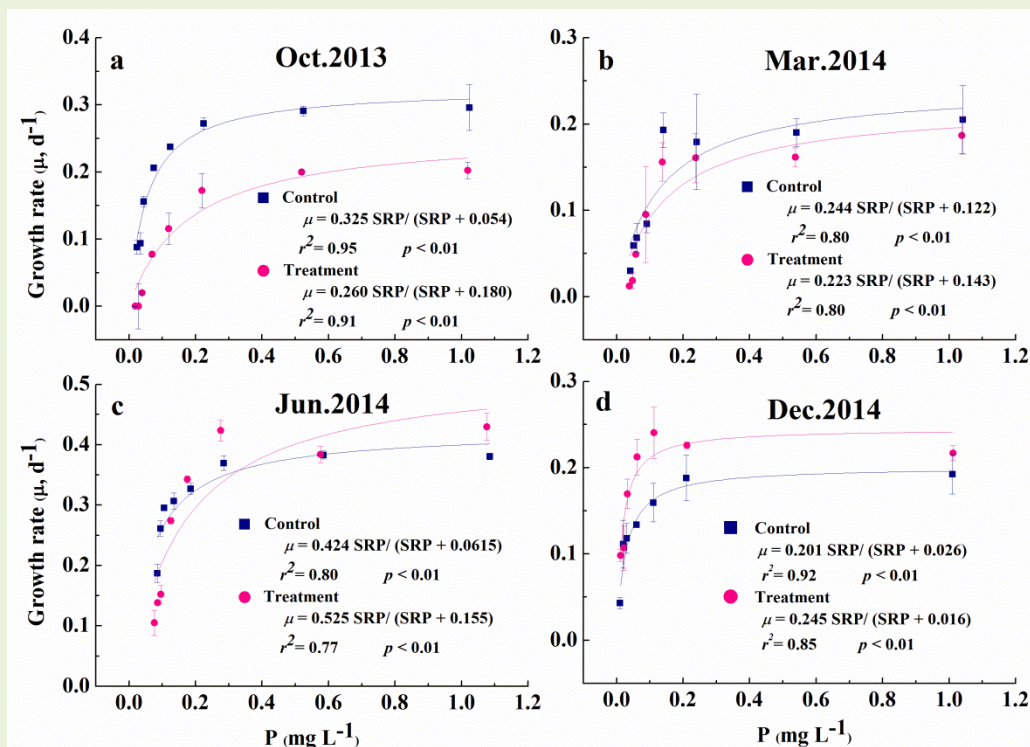 a
Oct.2013
Growth rate (μ, d-1)
0.4
0.3
0.2
0.1
0.0
Control
μ = 0.325 SRP/ (SRP + 0.054)
r2 = 0.95 p < 0.01
Treatment
μ = 0.260 SRP/ (SRP + 0.180)
r2 = 0.91 p < 0.01
0.0 0.2 0.4 0.6 0.8 1.0 1.2
b
Mar.2014
0.3
0.2
0.1
0.0
Control
μ = 0.244 SRP/ (SRP + 0.122)
r2 = 0.80 p < 0.01
Treatment
μ = 0.223 SRP/ (SRP + 0.143)
r2 = 0.80 p < 0.01
0.0 0.2 0.4 0.6 0.8 1.0 1.2
c
Jun.2014
Growth rate (μ, d-1)
0.5
0.4
0.3
0.2
0.1
0.0
Control
μ = 0.424 SRP/ (SRP + 0.0615)
r2 = 0.80 p < 0.01
Treatment
μ = 0.525 SRP/ (SRP + 0.155)
r2 = 0.77 p < 0.01
0.0 0.2 0.4 0.6 0.8 1.0 1.2
P (mg L-1)
d
Dec.2014
0.3
0.2
0.1
0.0
Control
μ = 0.201 SRP/ (SRP + 0.026)
r2 = 0.92 p < 0.01
Treatment
μ = 0.245 SRP/ (SRP + 0.016)
r2 = 0.85 p < 0.01
0.0 0.2 0.4 0.6 0.8 1.0 1.2
P (mg L-1)